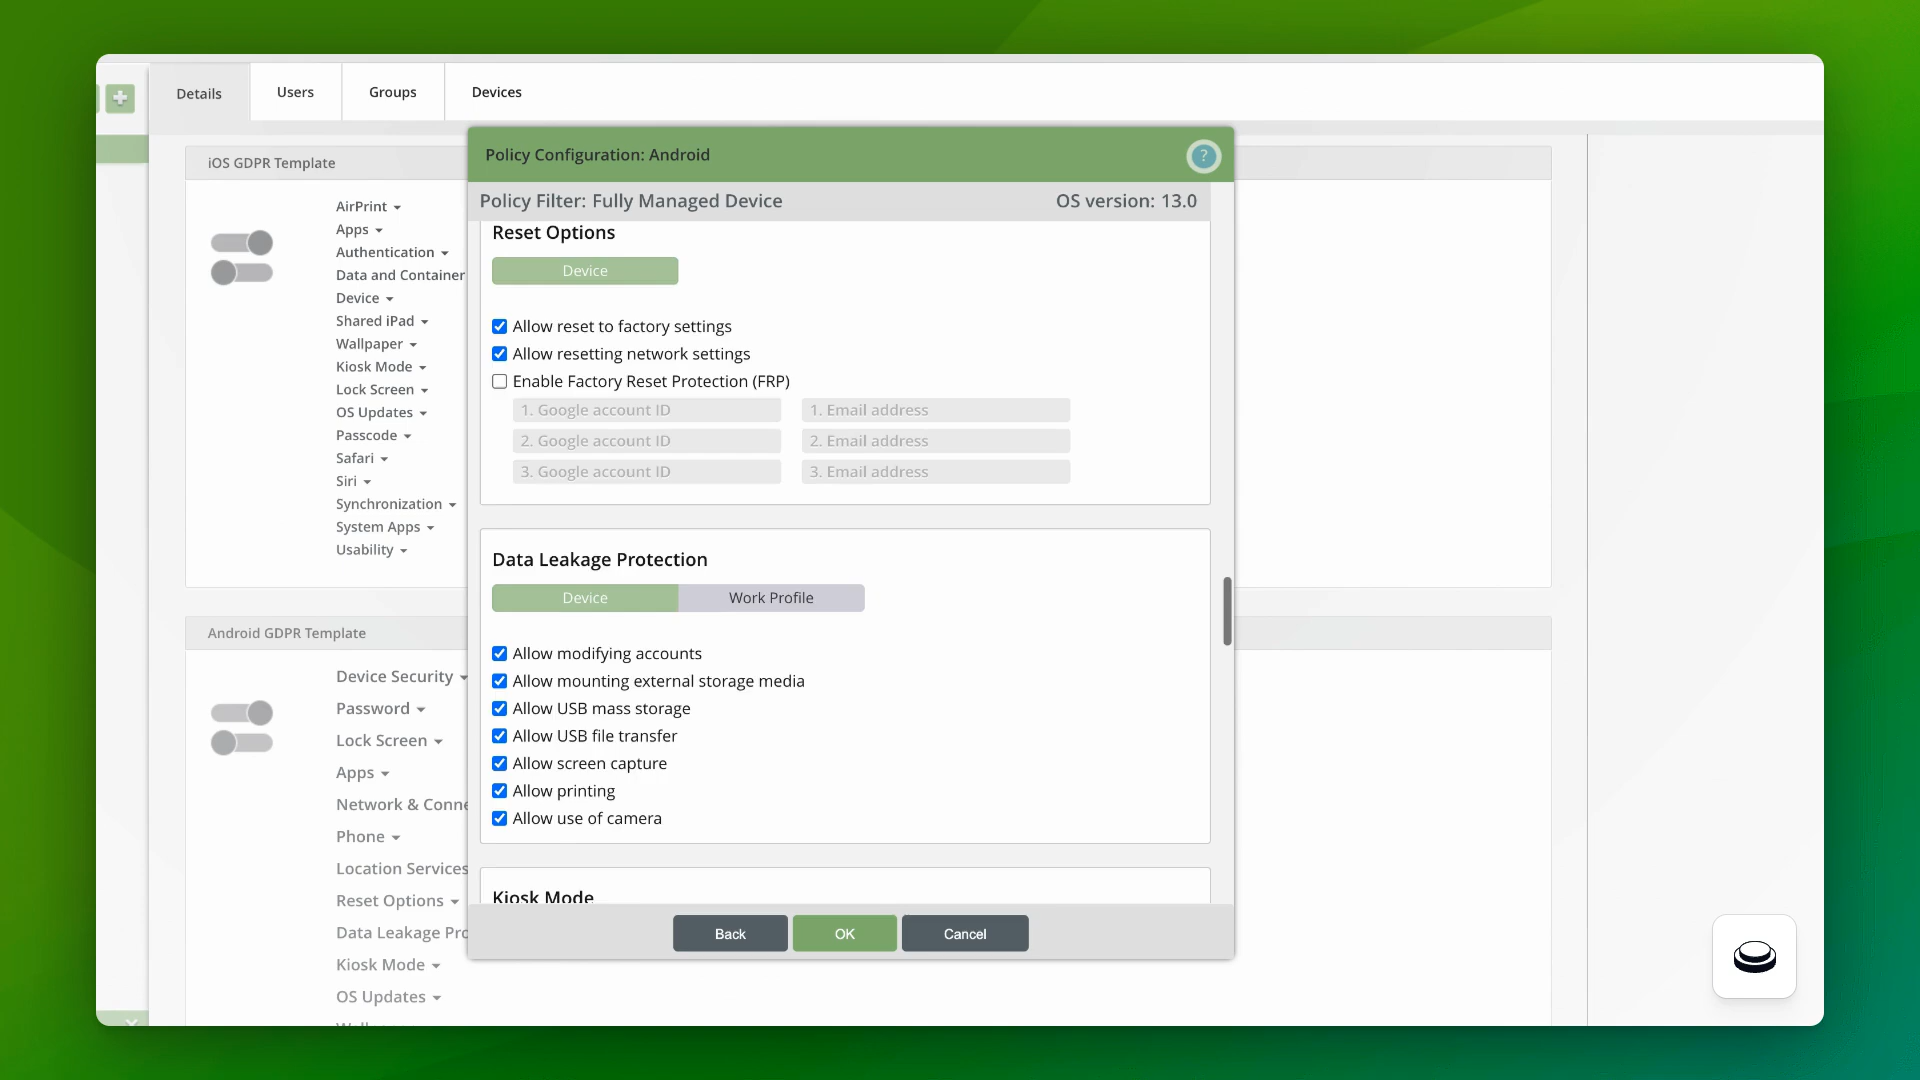 Details
Users
Groups
Devices
iOS GDPR Template
AirPrint
Apps
Authentication
Data and Container
Device
Shared iPad
Wallpaper
Kiosk Mode
Lock Screen
OS Updates
Passcode
Safari
Siri
Synchronization
System Apps
Usability
Android GDPR Template
Device Security
Password
Lock Screen
Apps
Network & Conne
Phone
Location Services
Reset Options
Data Leakage Pro
Kiosk Mode
OS Updates
Policy Configuration: Android
?
Policy Filter: Fully Managed Device
OS version: 13.0
Reset Options
Device
Allow reset to factory settings
Allow resetting network settings
Enable Factory Reset Protection (FRP)
1. Google account ID
1. Email address
2. Google account ID
2. Email address
3. Google account ID
3. Email address
Data Leakage Protection
Device
Work Profile
Allow modifying accounts
Allow mounting external storage media
Allow USB mass storage
Allow USB file transfer
Allow screen capture
Allow printing
Allow use of camera
Kiosk Mode
Back
OK
Cancel